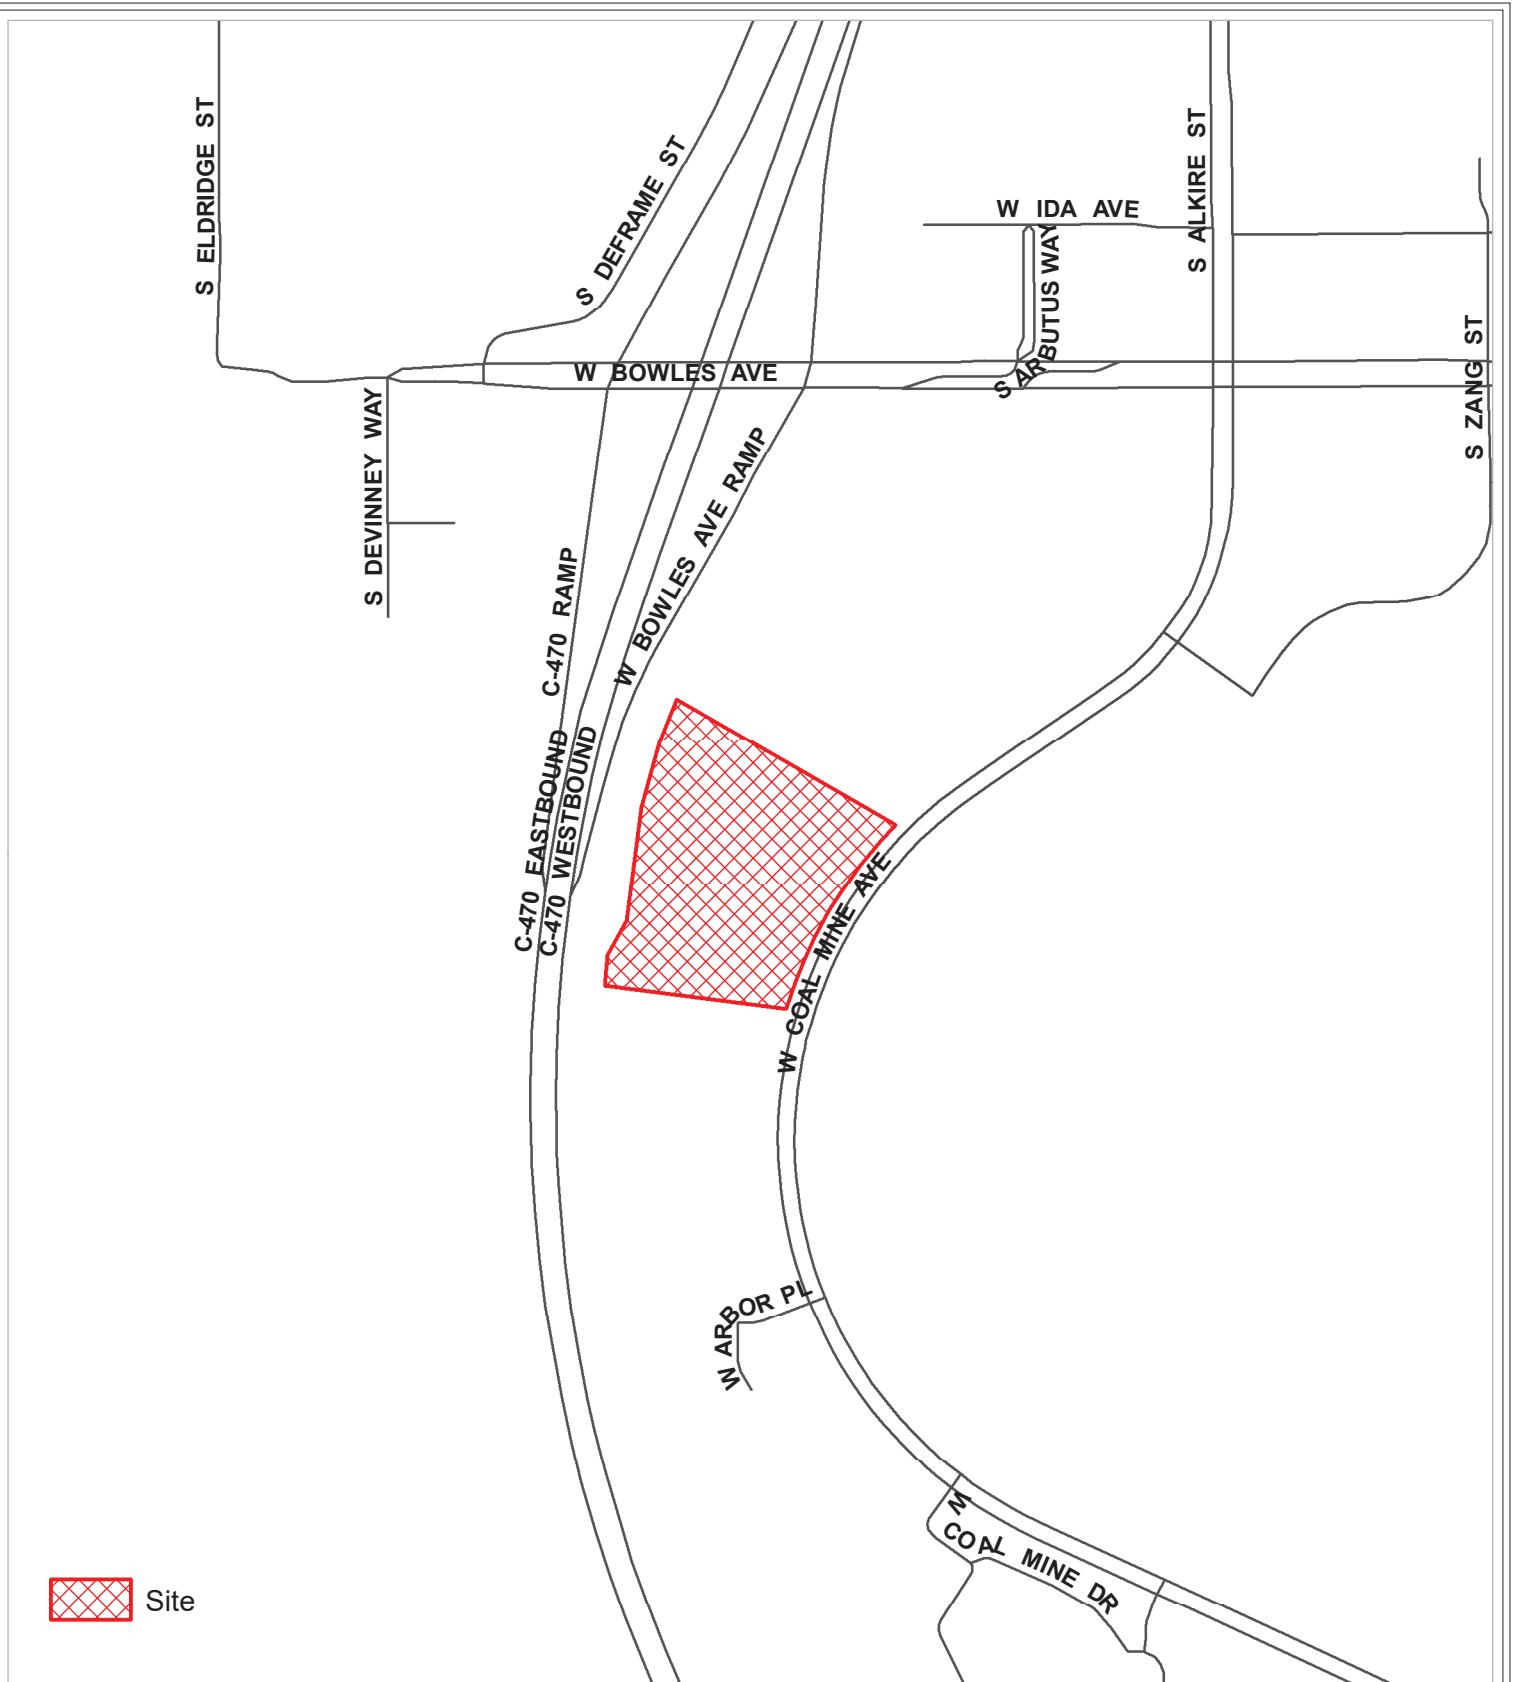 S ELDRIDGE ST
S DEFRAME ST
S ALKIRE ST
W IDA AVE
S ARBUTUS WAY
W BOWLES AVE
S ZANG ST
S DEVINNEY WAY
W BOWLES AVE RAMP
C-470 RAMP
C-470 EASTBOUND
C-470 WESTBOUND
W COAL MINE AVE
W ARBOR PL
W COAL MINE DR
Site